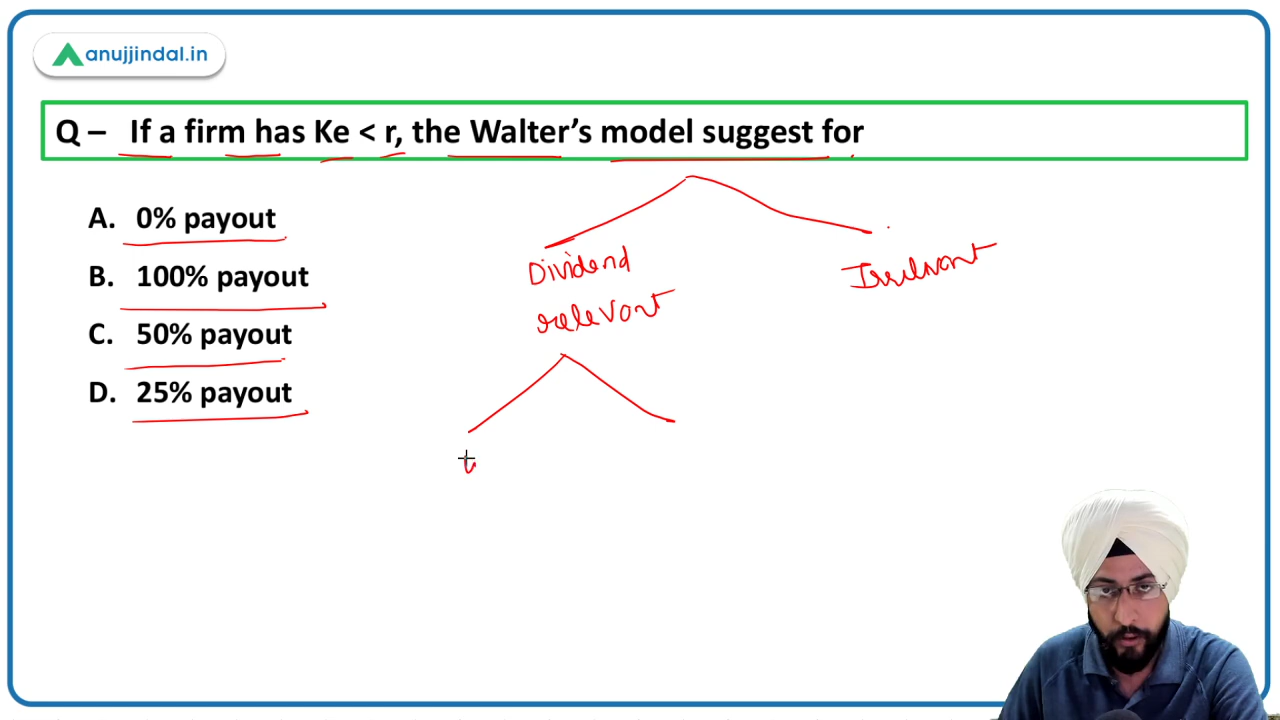 anujjindal.in
Q – If a firm has Ke < r, the Walter's model suggest for
A. 0% payout
B. 100% payout
C. 50% payout
D. 25% payout
Dividend
relevant